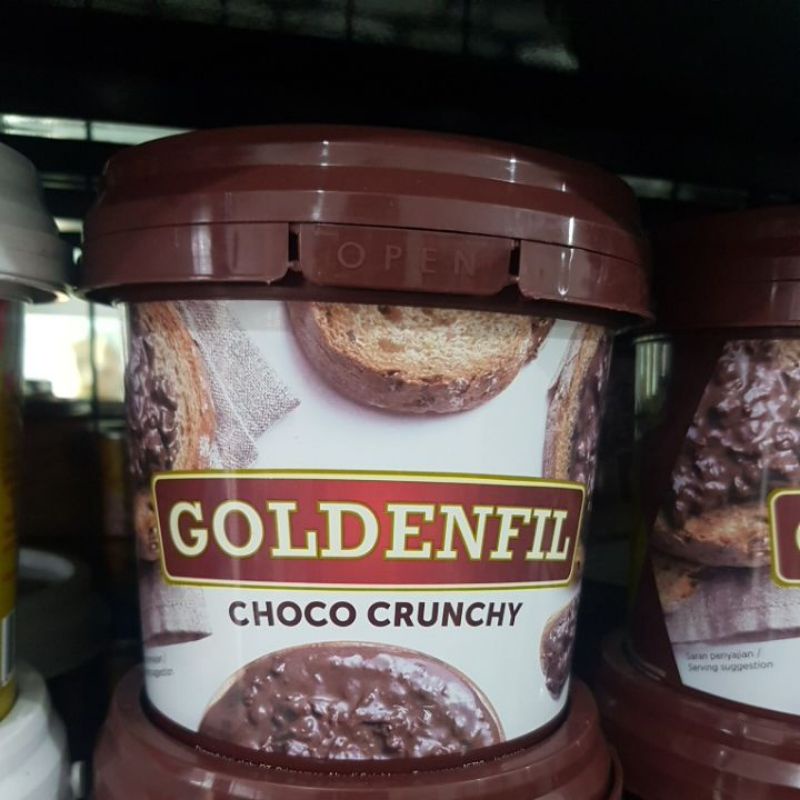 OPEN
GOLDENFIL
CHOCO CRUNCHY
Saran penyajian /
Serving suggestion